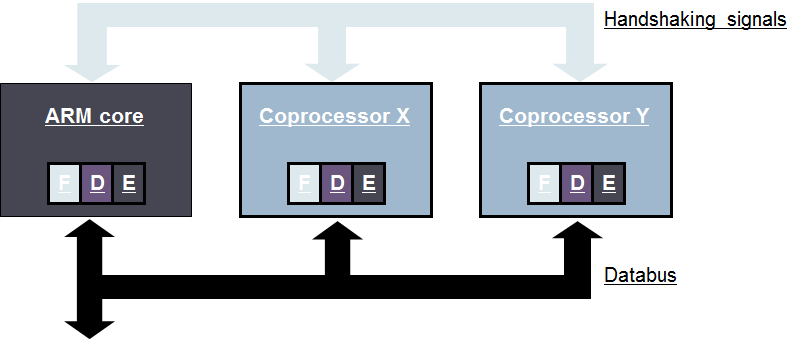 Handshaking signals
ARM core
Coprocessor X
Coprocessor Y
F D E
F D E
F D E
Databus